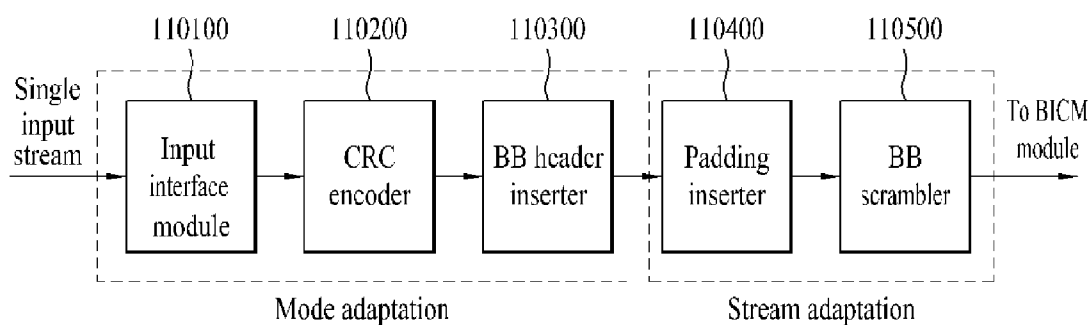 110100
110200
110300
110400
110500
Single
input
stream
Input
interface
module
CRC
encoder
BB header
inserter
Padding
inserter
BB
scrambler
To BICM
module
Mode adaptation
Stream adaptation